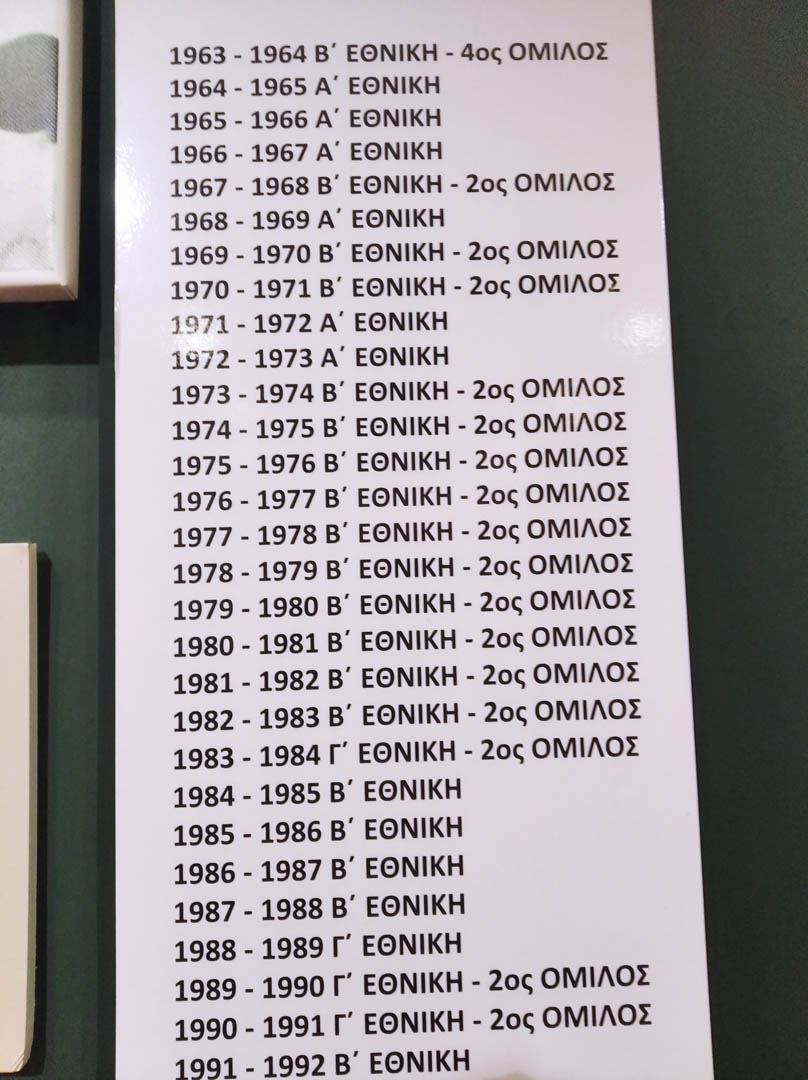 1963 - 1964 Β΄ ΕΘΝΙΚΗ - 4ος ΟΜΙΛΟΣ
1964 - 1965 Α΄ ΕΘΝΙΚΗ
1965 - 1966 Α΄ ΕΘΝΙΚΗ
1966 - 1967 Α΄ ΕΘΝΙΚΗ
1967 - 1968 Β΄ ΕΘΝΙΚΗ - 2ος ΟΜΙΛΟΣ
1968 - 1969 Α΄ ΕΘΝΙΚΗ
1969 - 1970 Β΄ ΕΘΝΙΚΗ - 2ος ΟΜΙΛΟΣ
1970 - 1971 Β΄ ΕΘΝΙΚΗ - 2ος ΟΜΙΛΟΣ
1971 - 1972 Α΄ ΕΘΝΙΚΗ
1972 - 1973 Α΄ ΕΘΝΙΚΗ
1973 - 1974 Β΄ ΕΘΝΙΚΗ - 2ος ΟΜΙΛΟΣ
1974 - 1975 Β΄ ΕΘΝΙΚΗ - 2ος ΟΜΙΛΟΣ
1975 - 1976 Β΄ ΕΘΝΙΚΗ - 2ος ΟΜΙΛΟΣ
1976 - 1977 Β΄ ΕΘΝΙΚΗ - 2ος ΟΜΙΛΟΣ
1977 - 1978 Β΄ ΕΘΝΙΚΗ - 2ος ΟΜΙΛΟΣ
1978 - 1979 Β΄ ΕΘΝΙΚΗ - 2ος ΟΜΙΛΟΣ
1979 - 1980 Β΄ ΕΘΝΙΚΗ - 2ος ΟΜΙΛΟΣ
1980 - 1981 Β΄ ΕΘΝΙΚΗ - 2ος ΟΜΙΛΟΣ
1981 - 1982 Β΄ ΕΘΝΙΚΗ - 2ος ΟΜΙΛΟΣ
1982 - 1983 Β΄ ΕΘΝΙΚΗ - 2ος ΟΜΙΛΟΣ
1983 - 1984 Γ΄ ΕΘΝΙΚΗ - 2ος ΟΜΙΛΟΣ
1984 - 1985 Β΄ ΕΘΝΙΚΗ
1985 - 1986 Β΄ ΕΘΝΙΚΗ
1986 - 1987 Β΄ ΕΘΝΙΚΗ
1987 - 1988 Β΄ ΕΘΝΙΚΗ
1988 - 1989 Γ΄ ΕΘΝΙΚΗ
1989 - 1990 Γ΄ ΕΘΝΙΚΗ - 2ος ΟΜΙΛΟΣ
1990 - 1991 Γ΄ ΕΘΝΙΚΗ - 2ος ΟΜΙΛΟΣ
1991 - 1992 Β΄ ΕΘΝΙΚΗ